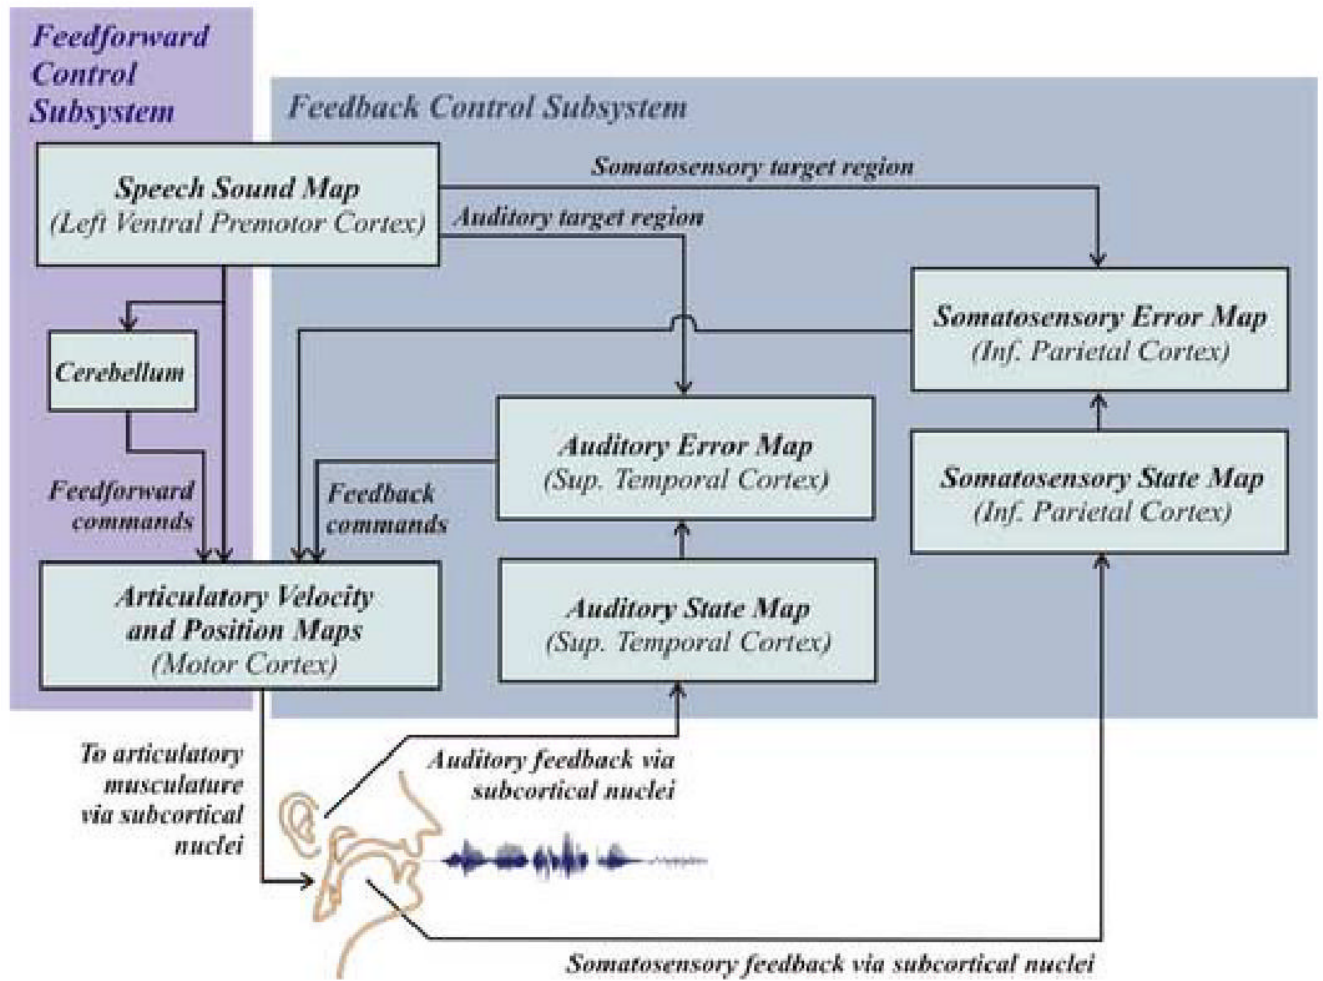 Feedforward
Control
Subsystem
Feedback Control Subsystem
Speech Sound Map
(Left Ventral Premotor Cortex)
Somatosensory target region
Auditory target region
Somatosensory Error Map
(Inf. Parietal Cortex)
Cerebellum
Auditory Error Map
(Sup. Temporal Cortex)
Somatosensory State Map
(Inf. Parietal Cortex)
Feedforward
commands
Feedback
commands
Articulatory Velocity
and Position Maps
(Motor Cortex)
Auditory State Map
(Sup. Temporal Cortex)
To articulatory
musculature
via subcortical
nuclei
Auditory feedback via
subcortical nuclei
Somatosensory feedback via subcortical nuclei